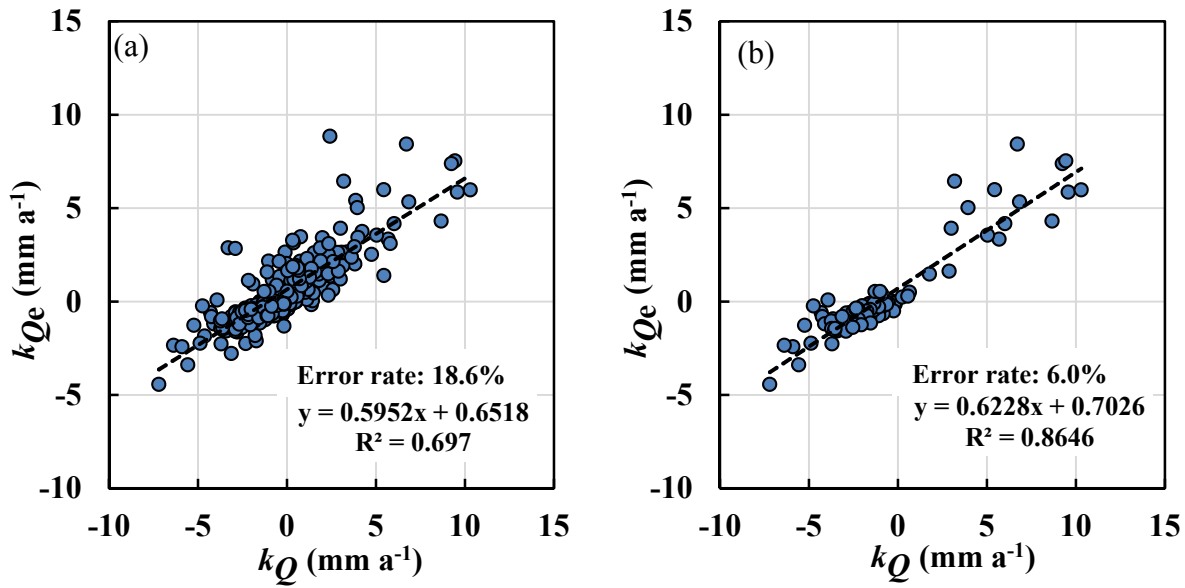 (a)
15
10
5
0
-5
-10
-10 -5 0 5 10 15
kQe (mm a⁻¹)
kQ (mm a⁻¹)
Error rate: 18.6%
y = 0.5952x + 0.6518
R² = 0.697
(b)
15
10
5
0
-5
-10
-10 -5 0 5 10 15
kQe (mm a⁻¹)
kQ (mm a⁻¹)
Error rate: 6.0%
y = 0.6228x + 0.7026
R² = 0.8646